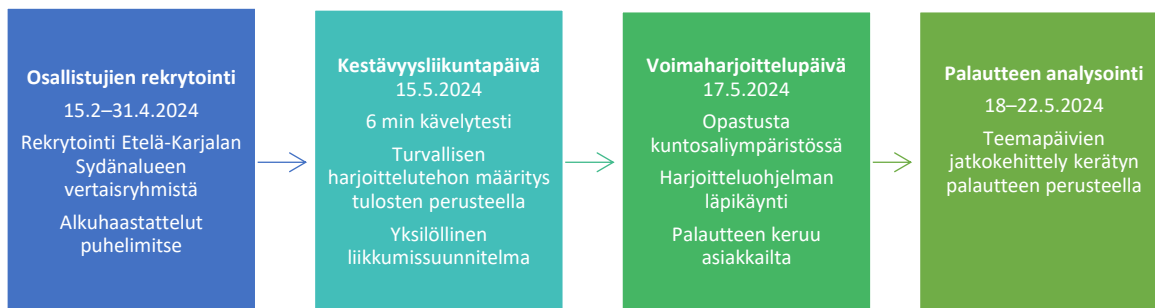 Osallistujien rekrytointi
15.2–31.4.2024
Rekrytointi Etelä-Karjalan
Sydänalueen
vertaisryhmistä
Alkuhaastattelut
puhelimitse
Kestävyysliikuntapäivä
15.5.2024
6 min kävelytesti
Turvallisen
harjoittelutehon määritys
tulosten perusteella
Yksilöllinen
liikkumissuunnitelma
Voimaharjoittelupäivä
17.5.2024
Opastusta
kuntosaliympäristössä
Harjoitteluohjelman
läpikäynti
Palautteen keruu
asiakkailta
Palautteen analysointi
18–22.5.2024
Teemapäivien
jatkokehittely kerätyn
palautteen perusteella